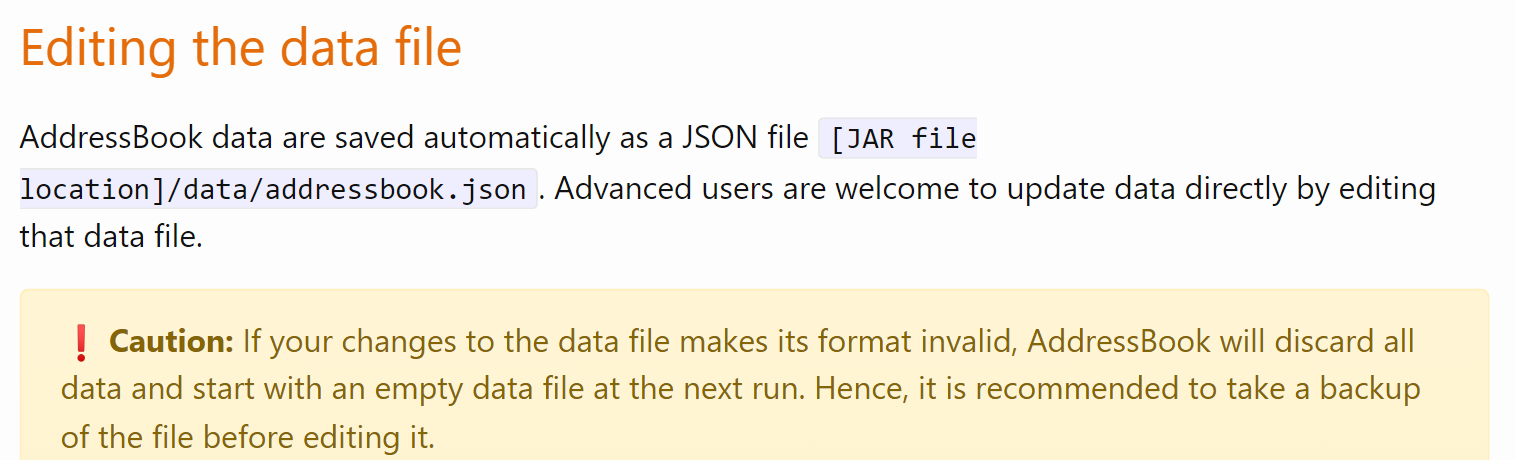 Editing the data file
AddressBook data are saved automatically as a JSON file [JAR file
location]/data/addressbook.json. Advanced users are welcome to update data directly by editing
that data file.
❗ Caution: If your changes to the data file makes its format invalid, AddressBook will discard all
data and start with an empty data file at the next run. Hence, it is recommended to take a backup
of the file before editing it.